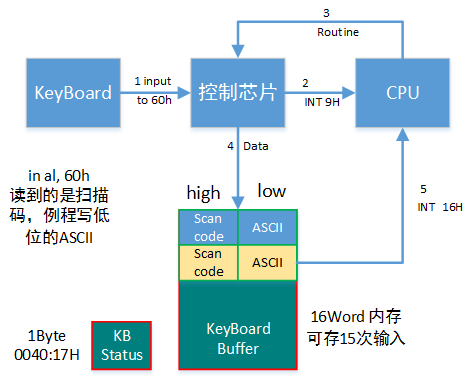 3
Routine
KeyBoard
1 input
to 60h
控制芯片
2
INT 9H
CPU
4
Data
5
INT 16H
in al, 60h
读到的是扫描
码，例程写低
位的ASCII
high
low
Scan
code
ASCII
Scan
code
ASCII
KeyBoard
Buffer
16Word 内存
可存15次输入
1Byte
0040:17H
KB
Status